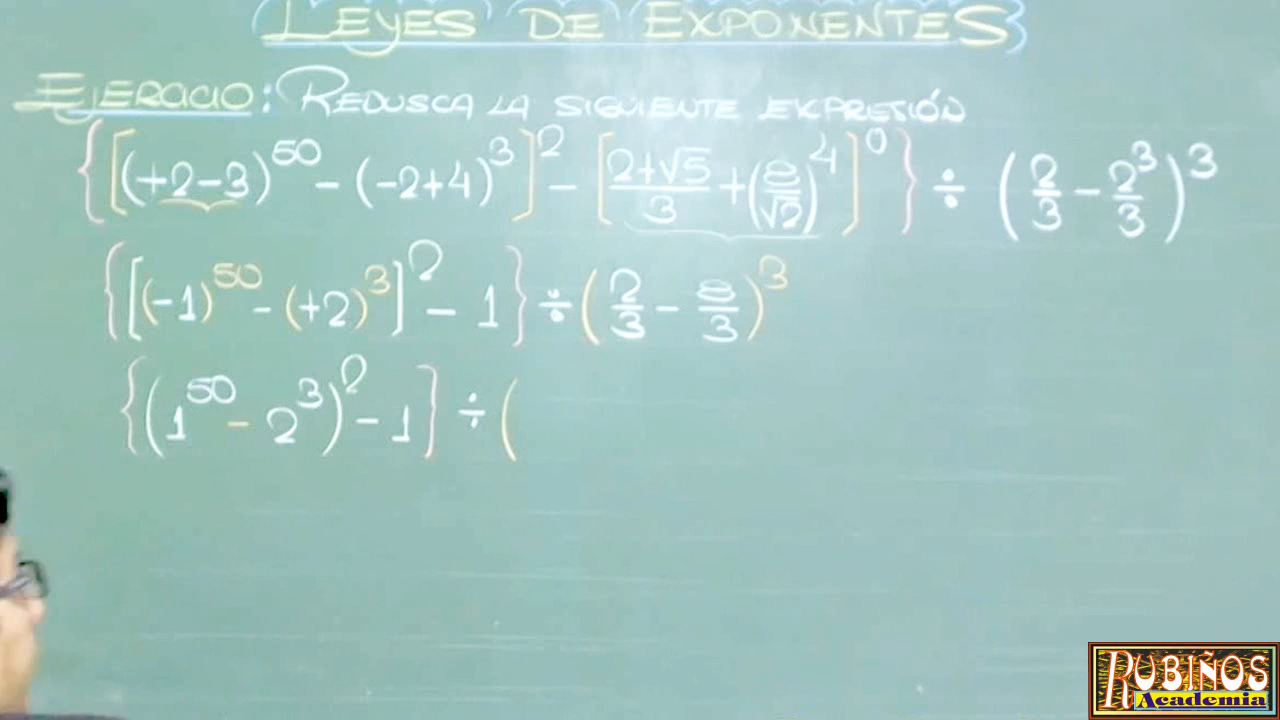 LEYES DE EXPONENTES
EJERCICIO: REDUSCA LA SIGUIENTE EXPRESIÓN
{[(+2-3)^50 - (-2+4)^3]^2 - [(2+√5)/3 + (8/√2)^4]^0} ÷ (2/3 - 2^3/3)^3
{[(-1)^50 - (+2)^3]^2 - 1} ÷ (2/3 - 8/3)^3
{(1^50 - 2^3)^2 - 1} ÷ (
RUBIÑOS
Academia